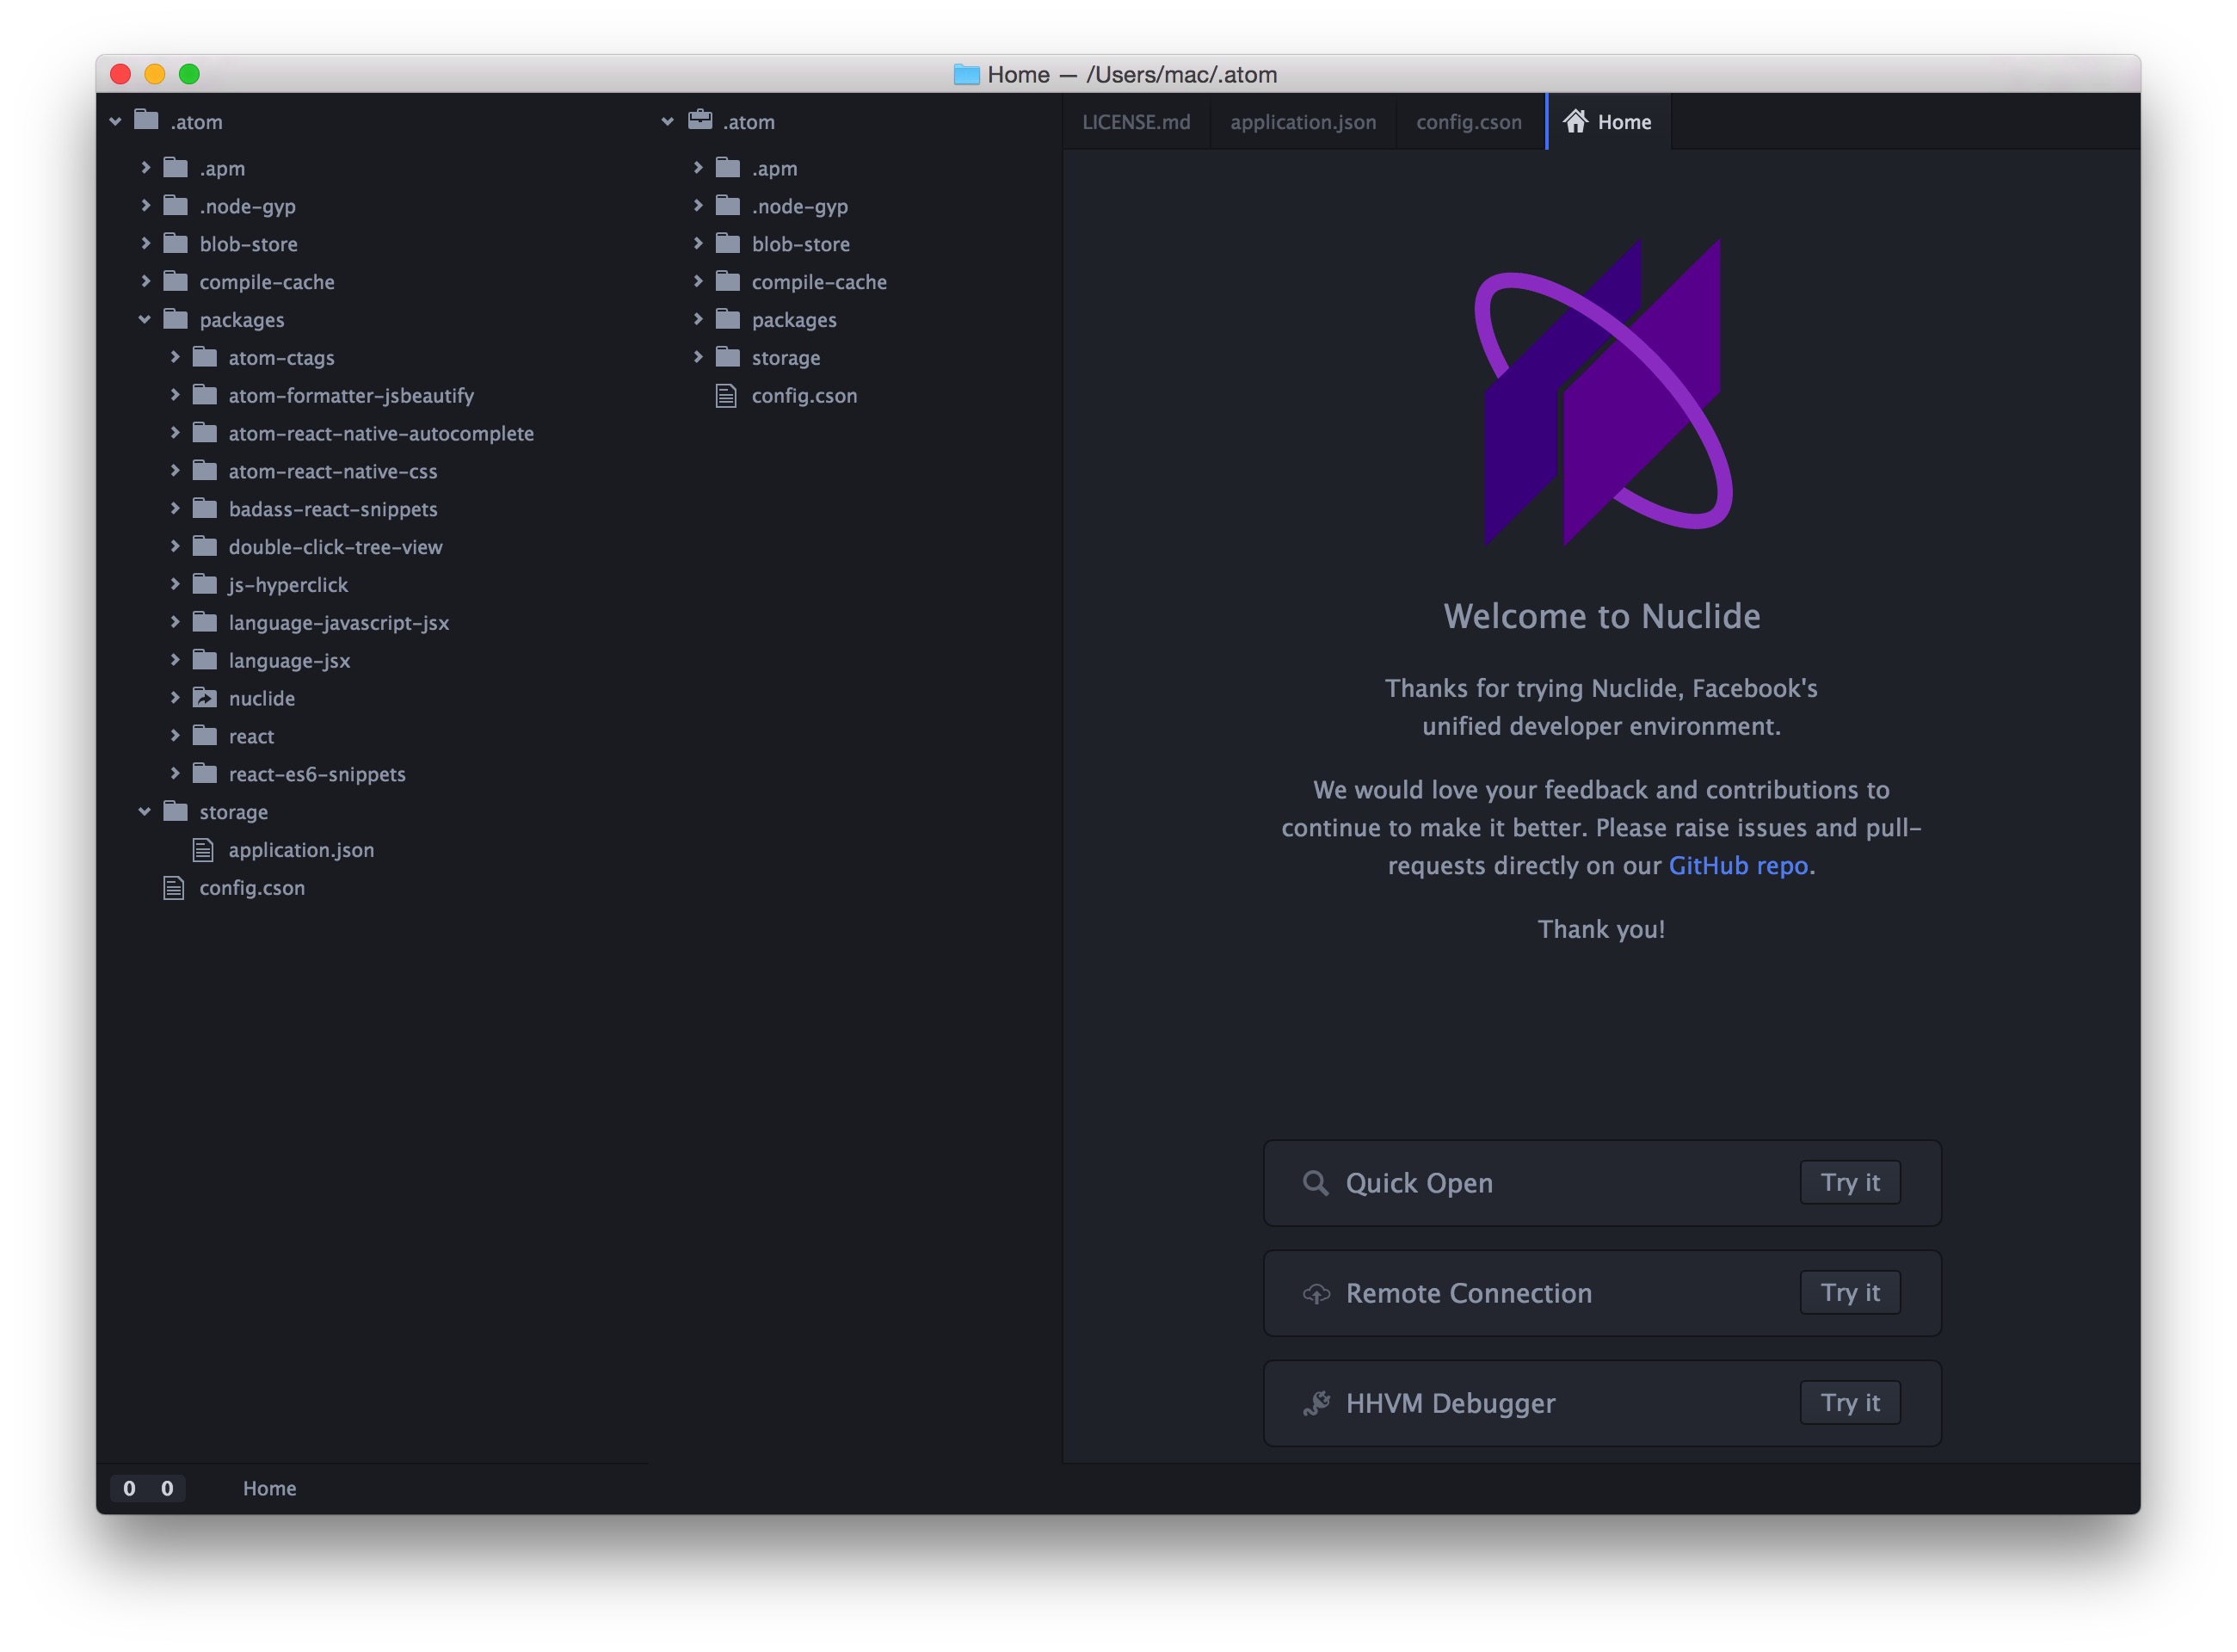 Home — /Users/mac/.atom
.atom
.apm
.node-gyp
blob-store
compile-cache
packages
atom-ctags
atom-formatter-jsbeautify
atom-react-native-autocomplete
atom-react-native-css
badass-react-snippets
double-click-tree-view
js-hyperclick
language-javascript-jsx
language-jsx
nuclide
react
react-es6-snippets
storage
application.json
config.cson
.atom
.apm
.node-gyp
blob-store
compile-cache
packages
storage
config.cson
LICENSE.md application.json config.cson Home
Welcome to Nuclide
Thanks for trying Nuclide, Facebook's
unified developer environment.
We would love your feedback and contributions to
continue to make it better. Please raise issues and pull-
requests directly on our GitHub repo.
Thank you!
Quick Open Try it
Remote Connection Try it
HHVM Debugger Try it
0 0 Home